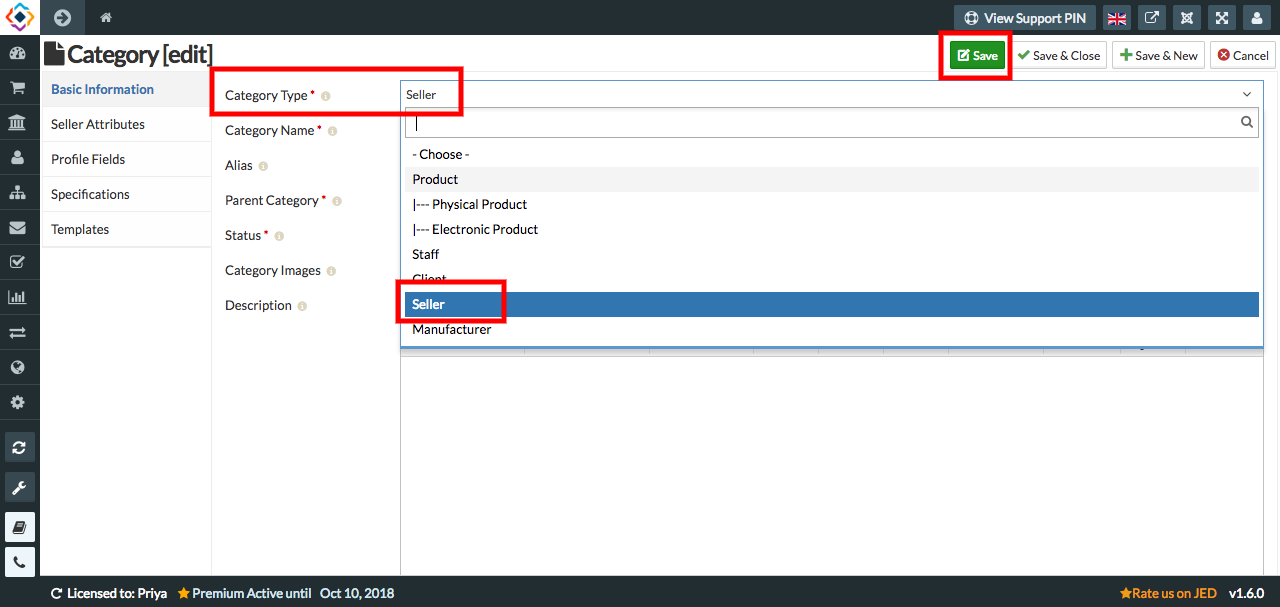 View Support PIN
Category [edit]
Save
Save & Close
Save & New
Cancel
Basic Information
Seller Attributes
Profile Fields
Specifications
Templates
Category Type *
Seller
Category Name *
Alias
Parent Category *
Status *
Category Images
Description
- Choose -
Product
|--- Physical Product
|--- Electronic Product
Staff
Client
Seller
Manufacturer
Licensed to: Priya
Premium Active until Oct 10, 2018
Rate us on JED
v1.6.0